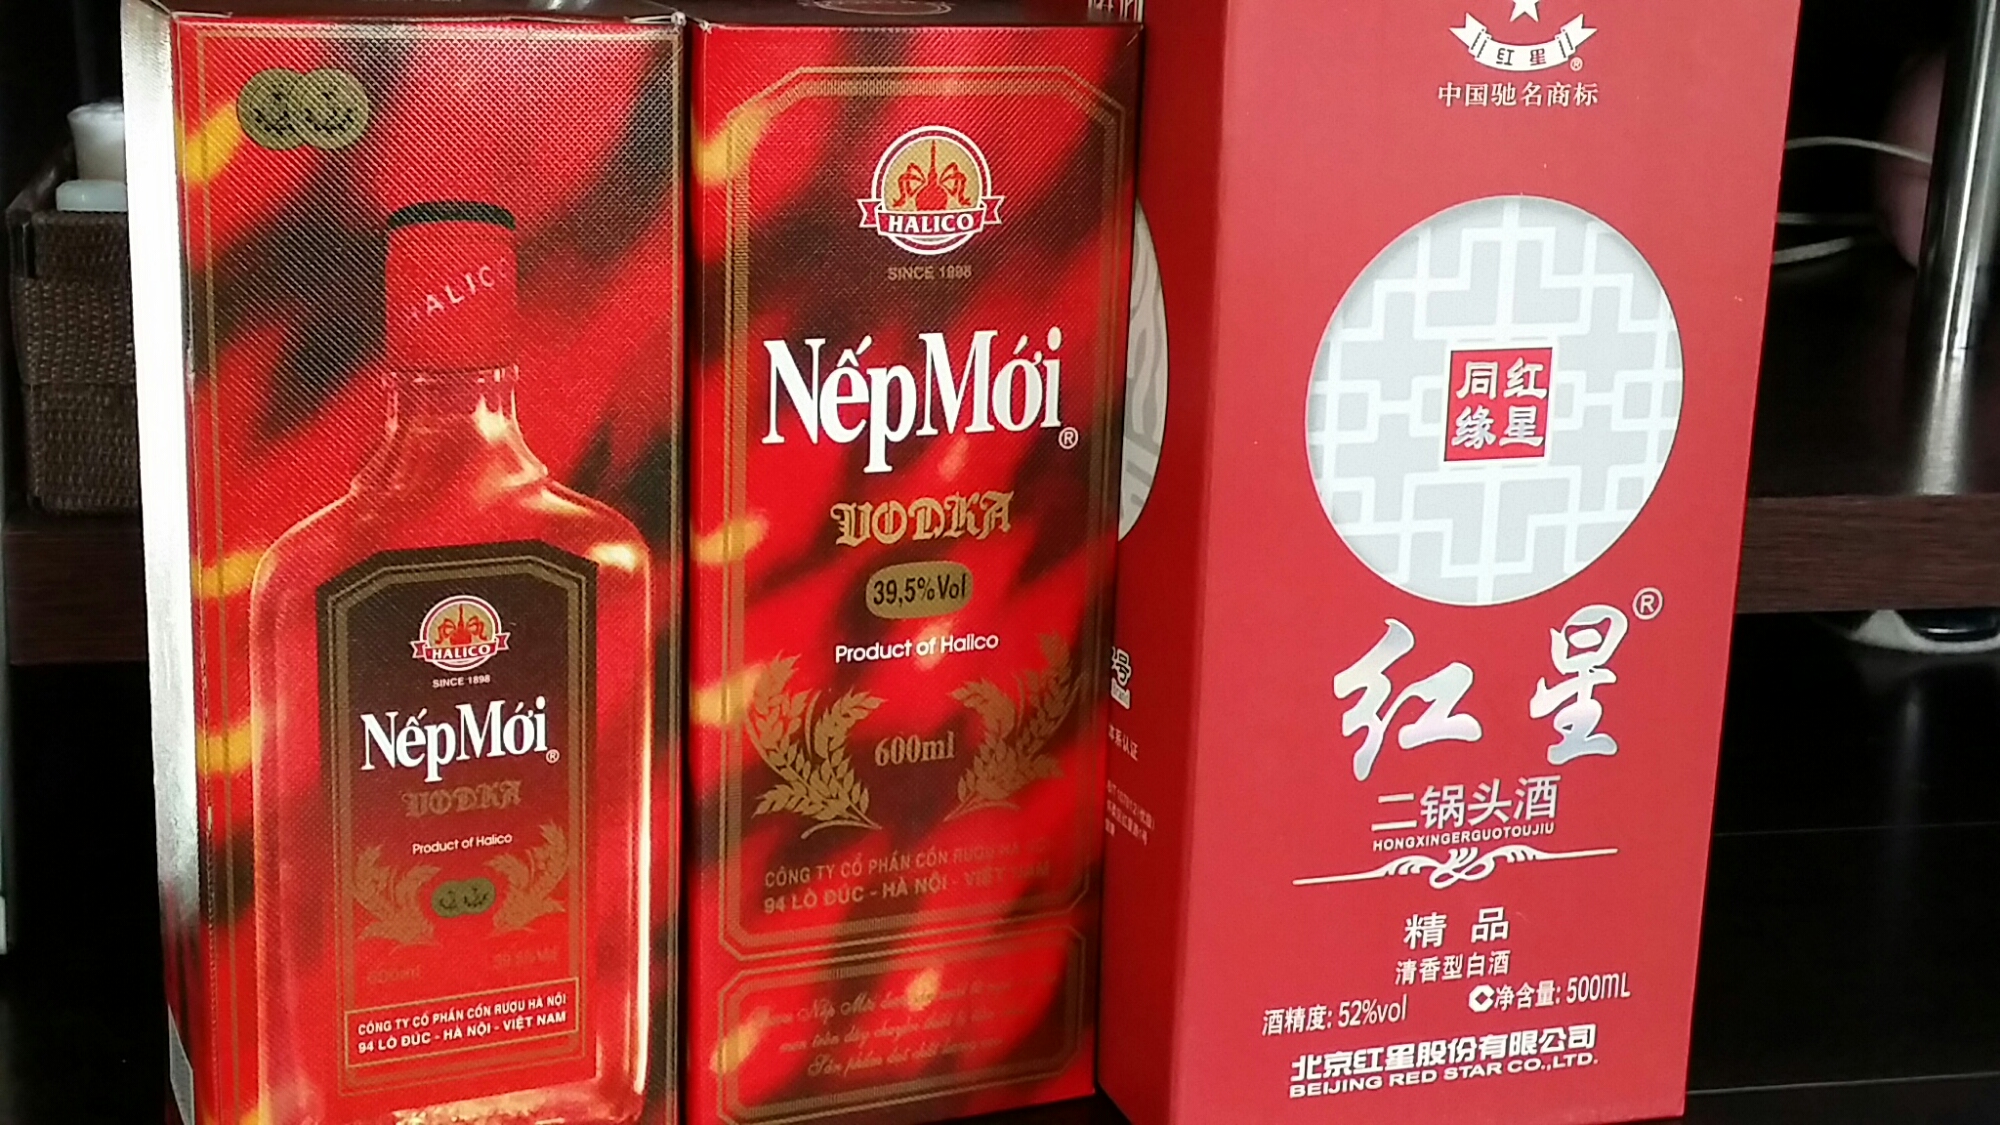 HALICO
SINCE 1898
NếpMới®
VODKA
Product of Halico
CÔNG TY CỔ PHẦN CỒN RƯỢU HÀ NỘI
94 LÒ ĐÚC - HÀ NỘI - VIỆT NAM
HALICO
SINCE 1898
NếpMới®
VODKA
39,5%Vol
Product of Halico
600ml
CÔNG TY CỔ PHẦN CỒN RƯỢU HÀ NỘI
94 LÒ ĐÚC - HÀ NỘI - VIỆT NAM
红星®
中国驰名商标
红星
同缘
红星®
二锅头酒
HONGXINGERGUOTOUJIU
精品
清香型白酒
酒精度: 52%vol 净含量: 500mL
北京红星股份有限公司
BEIJING RED STAR CO.,LTD.